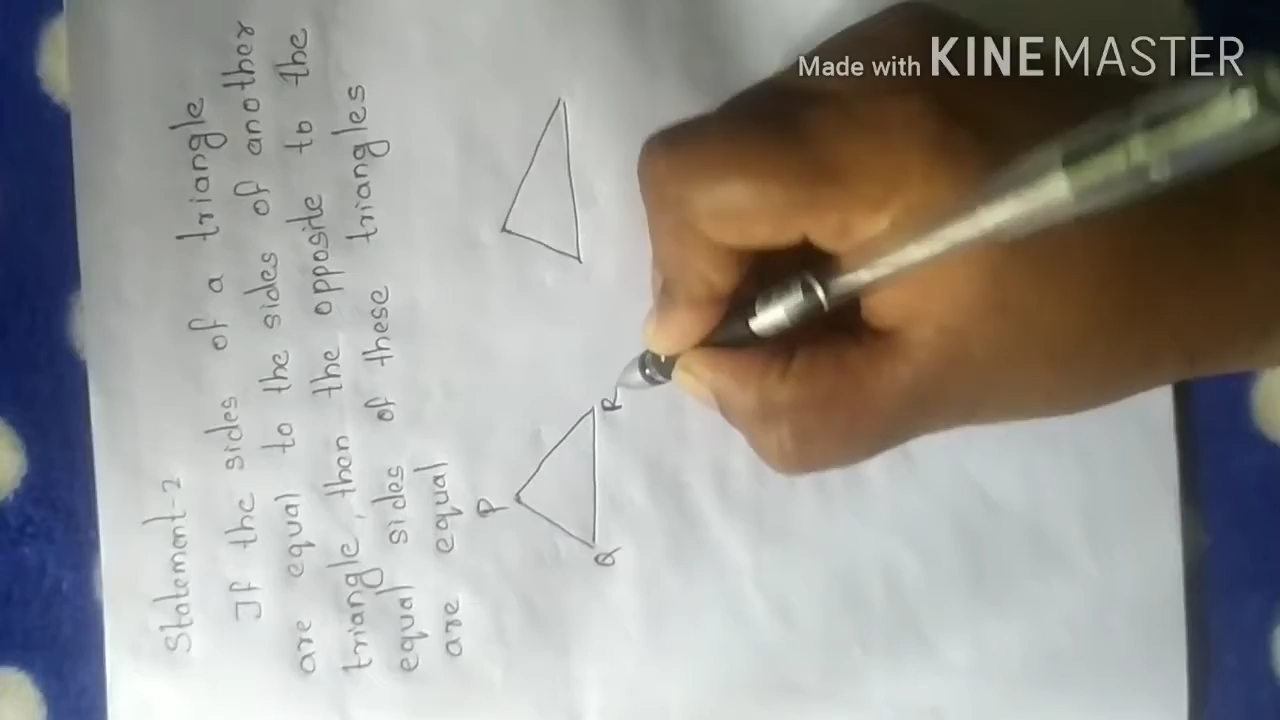 Statement-2
If the sides of a triangle
are equal to the sides of another
triangle, then the opposite to the
equal sides of these triangles
are equal
P
Q
R
Made with KINEMASTER